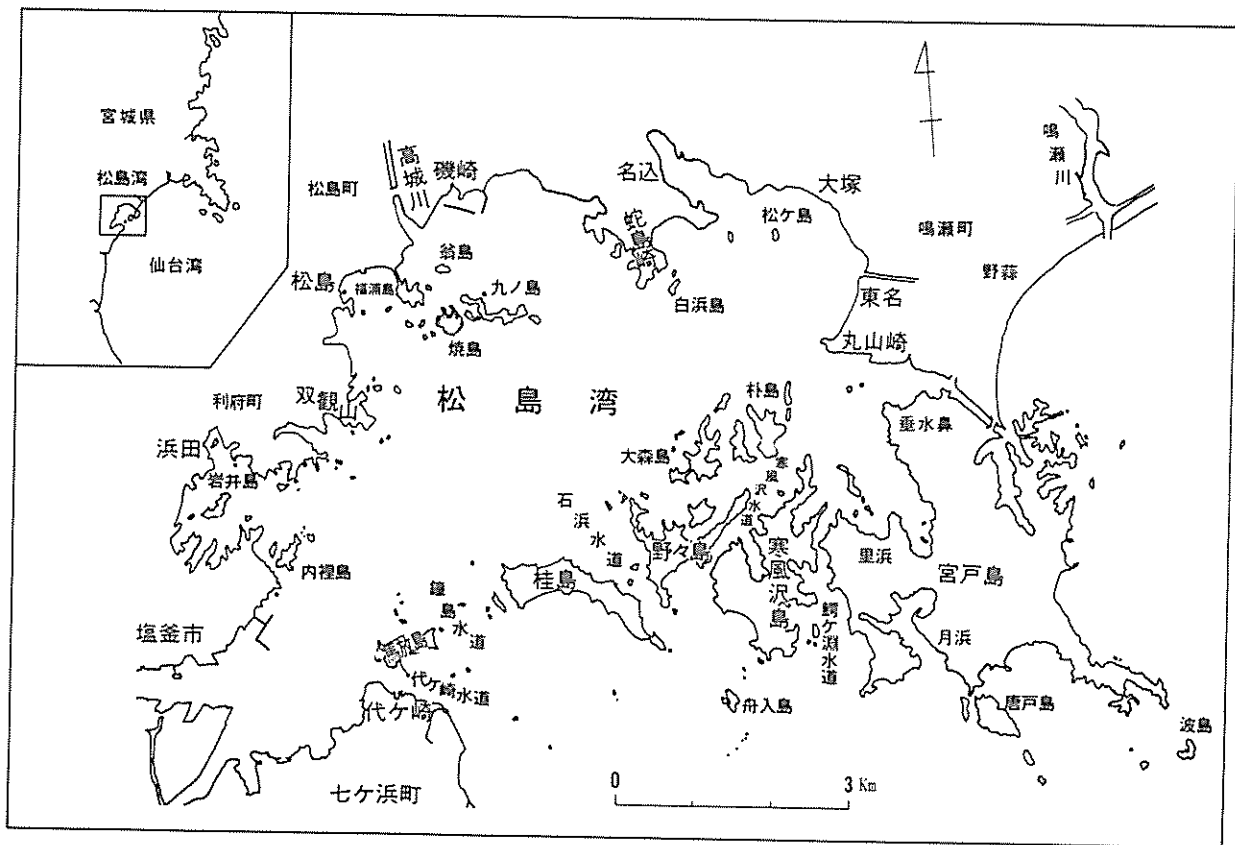 宮城県
松島湾
仙台湾
松島町
高城川
磯崎
名込
大塚
鳴瀬川
蛇島崎
松ケ島
鳴瀬町
野蒜
翁島
松島
福浦島
九ノ島
白浜島
東名
焼島
丸山崎
双観山
松島湾
朴島
利府町
垂水鼻
浜田
大森島
寒風沢水道
岩井島
石浜水道
野々島
寒風沢島
里浜
宮戸島
内裡島
桂島
鐘島水道
鰐ケ淵水道
月浜
塩釜市
馬放島
代ケ崎水道
代ケ崎
舟入島
唐戸島
波島
七ケ浜町
0
3 Km